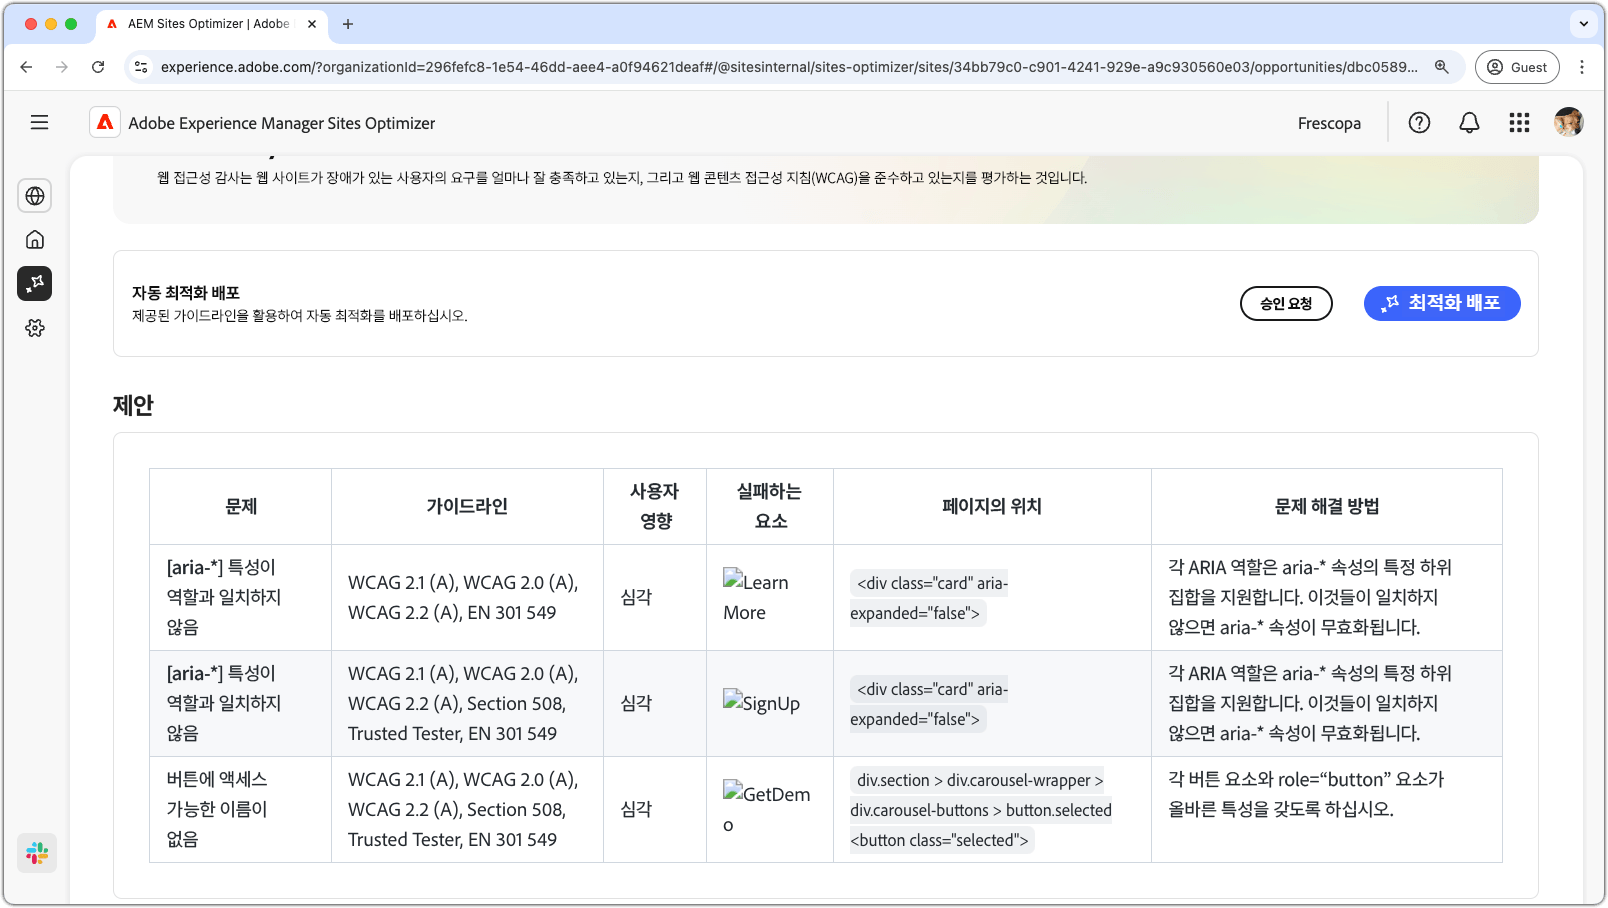 AEM Sites Optimizer | Adobe
experience.adobe.com/?organizationId=296fefc8-1e54-46dd-aee4-a0f94621deaf#/@sitesinternal/sites-optimizer/sites/34bb79c0-c901-4241-929e-a9c930560e03/opportunities/dbc0589...
Guest
Adobe Experience Manager Sites Optimizer
Frescopa
웹 접근성 감사는 웹 사이트가 장애가 있는 사용자의 요구를 얼마나 잘 충족하고 있는지, 그리고 웹 콘텐츠 접근성 지침(WCAG)을 준수하고 있는지를 평가하는 것입니다.
자동 최적화 배포
제공된 가이드라인을 활용하여 자동 최적화를 배포하십시오.
승인 요청
최적화 배포
제안
문제
가이드라인
사용자
영향
실패하는
요소
페이지의 위치
문제 해결 방법
[aria-*] 특성이
역할과 일치하지
않음
WCAG 2.1 (A), WCAG 2.0 (A),
WCAG 2.2 (A), EN 301 549
심각
Learn
More
<div class="card" aria-
expanded="false">
각 ARIA 역할은 aria-* 속성의 특정 하위
집합을 지원합니다. 이것들이 일치하지
않으면 aria-* 속성이 무효화됩니다.
[aria-*] 특성이
역할과 일치하지
않음
WCAG 2.1 (A), WCAG 2.0 (A),
WCAG 2.2 (A), Section 508,
Trusted Tester, EN 301 549
심각
SignUp
<div class="card" aria-
expanded="false">
각 ARIA 역할은 aria-* 속성의 특정 하위
집합을 지원합니다. 이것들이 일치하지
않으면 aria-* 속성이 무효화됩니다.
버튼에 액세스
가능한 이름이
없음
WCAG 2.1 (A), WCAG 2.0 (A),
WCAG 2.2 (A), Section 508,
Trusted Tester, EN 301 549
심각
GetDem
o
div.section > div.carousel-wrapper >
div.carousel-buttons > button.selected
<button class="selected">
각 버튼 요소와 role=“button” 요소가
올바른 특성을 갖도록 하십시오.